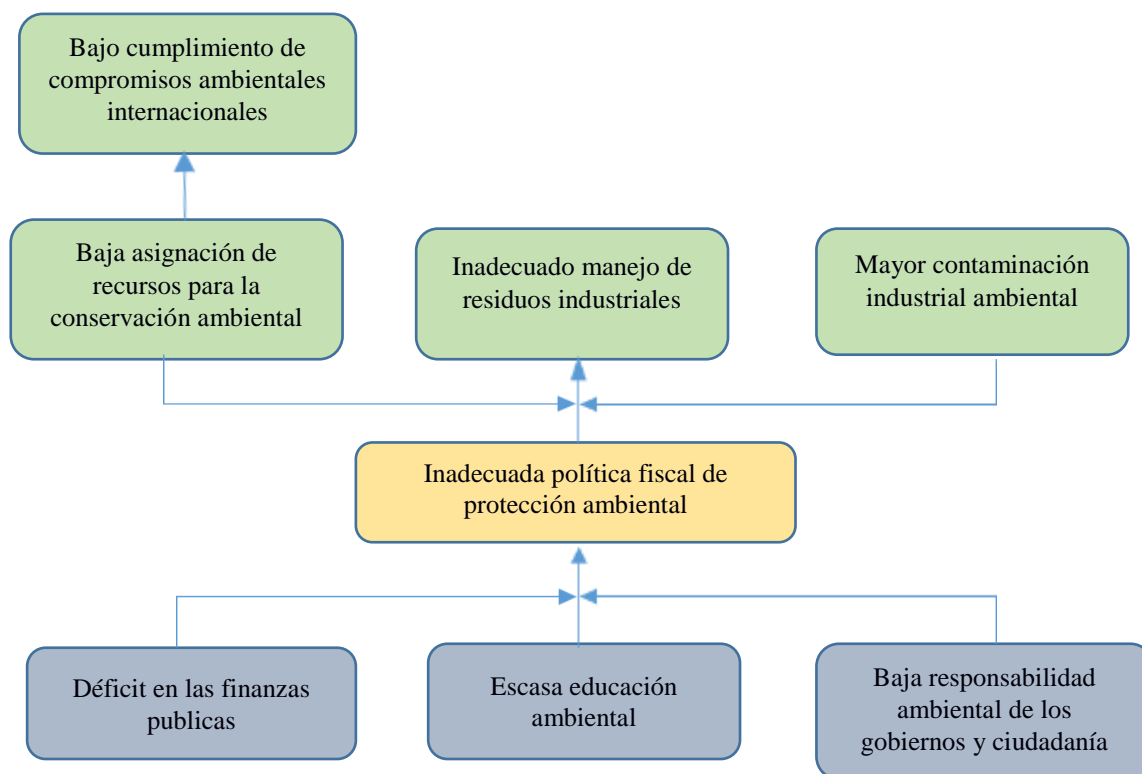 Bajo cumplimiento de
compromisos ambientales
internacionales
Baja asignación de
recursos para la
conservación ambiental
Inadecuado manejo de
residuos industriales
Mayor contaminación
industrial ambiental
Inadecuada política fiscal de
protección ambiental
Déficit en las finanzas
publicas
Escasa educación
ambiental
Baja responsabilidad
ambiental de los
gobiernos y ciudadanía